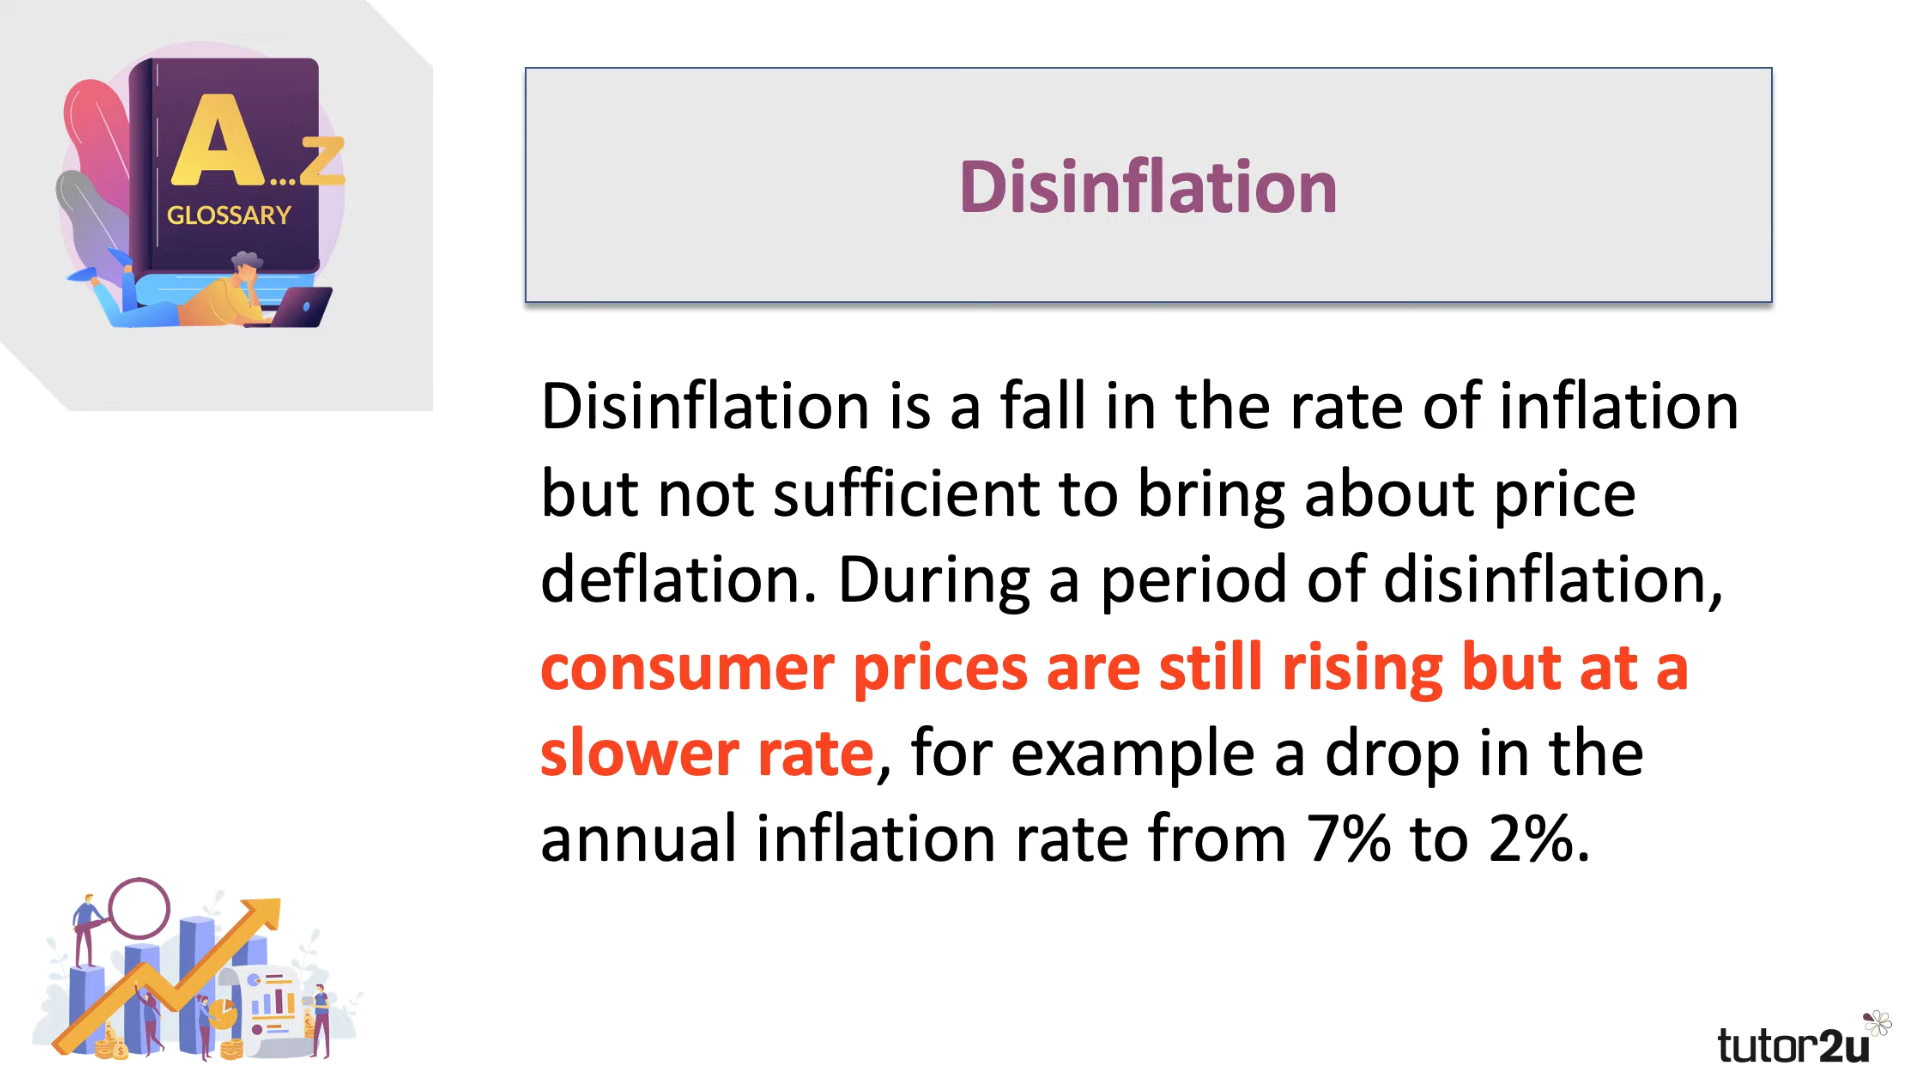 A...Z
GLOSSARY
Disinflation
Disinflation is a fall in the rate of inflation
but not sufficient to bring about price
deflation. During a period of disinflation,
consumer prices are still rising but at a
slower rate, for example a drop in the
annual inflation rate from 7% to 2%.
tutor2u